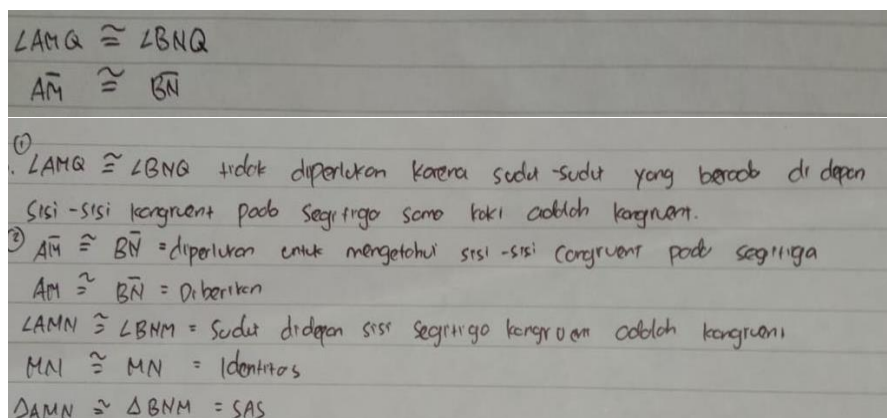 ∠AMQ ≅ ∠BNQ
AM̄ ≅ BN̄
①
. ∠AMQ ≅ ∠BNQ tidak diperlukan karena sudut-sudut yang berada di depan
sisi-sisi kongruent pada segitiga sama kaki adalah kongruent.
② AM̄ ≅ BN̄ = diperlukan untuk mengetahui sisi-sisi congruent pada segitiga
AM ≅ BN̄ = Diberikan
∠AMN ≅ ∠BNM = Sudut didepan sisi segitiga kongruen adalah kongruen
MN ≅ MN = Identitas
△AMN ≅ △BNM = SAS